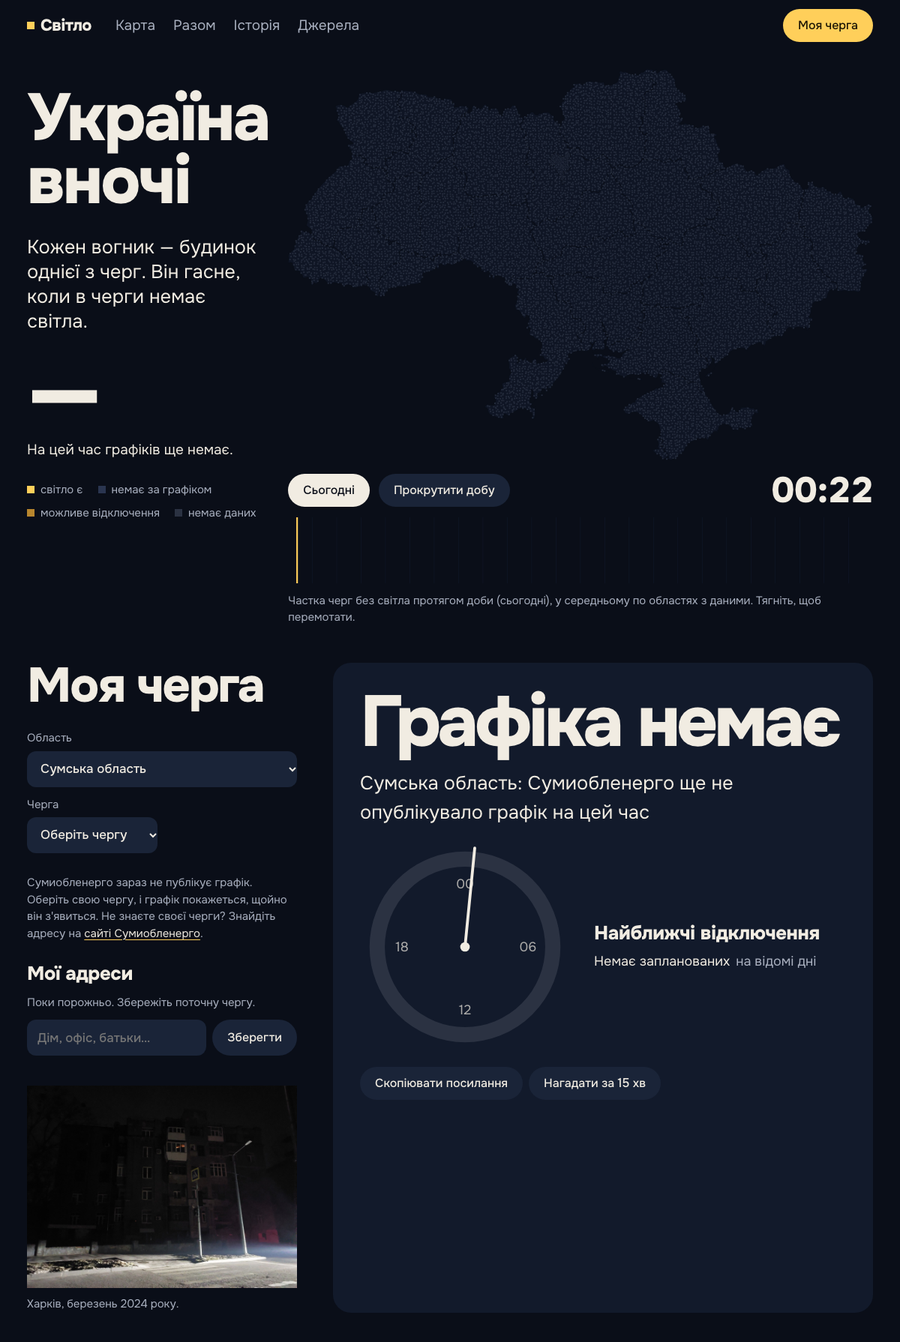 Світло
Карта
Разом
Історія
Джерела
Моя черга
Україна
вночі
Кожен вогник — будинок
однієї з черг. Він гасне,
коли в черги немає
світла.
—
На цей час графіків ще немає.
світло є
немає за графіком
можливе відключення
немає даних
Сьогодні
Прокрутити добу
00:22
Частка черг без світла протягом доби (сьогодні), у середньому по областях з даними. Тягніть, щоб
перемотати.
Моя черга
Область
Сумська область
Черга
Оберіть чергу
Сумиобленерго зараз не публікує графік.
Оберіть свою чергу, і графік покажеться, щойно
він з'явиться. Не знаєте своєї черги? Знайдіть
адресу на сайті Сумиобленерго.
Мої адреси
Поки порожньо. Збережіть поточну чергу.
Дім, офіс, батьки…
Зберегти
Харків, березень 2024 року.
Графіка немає
Сумська область: Сумиобленерго ще не
опублікувало графік на цей час
00
18
06
12
Найближчі відключення
Немає запланованих на відомі дні
Скопіювати посилання
Нагадати за 15 хв